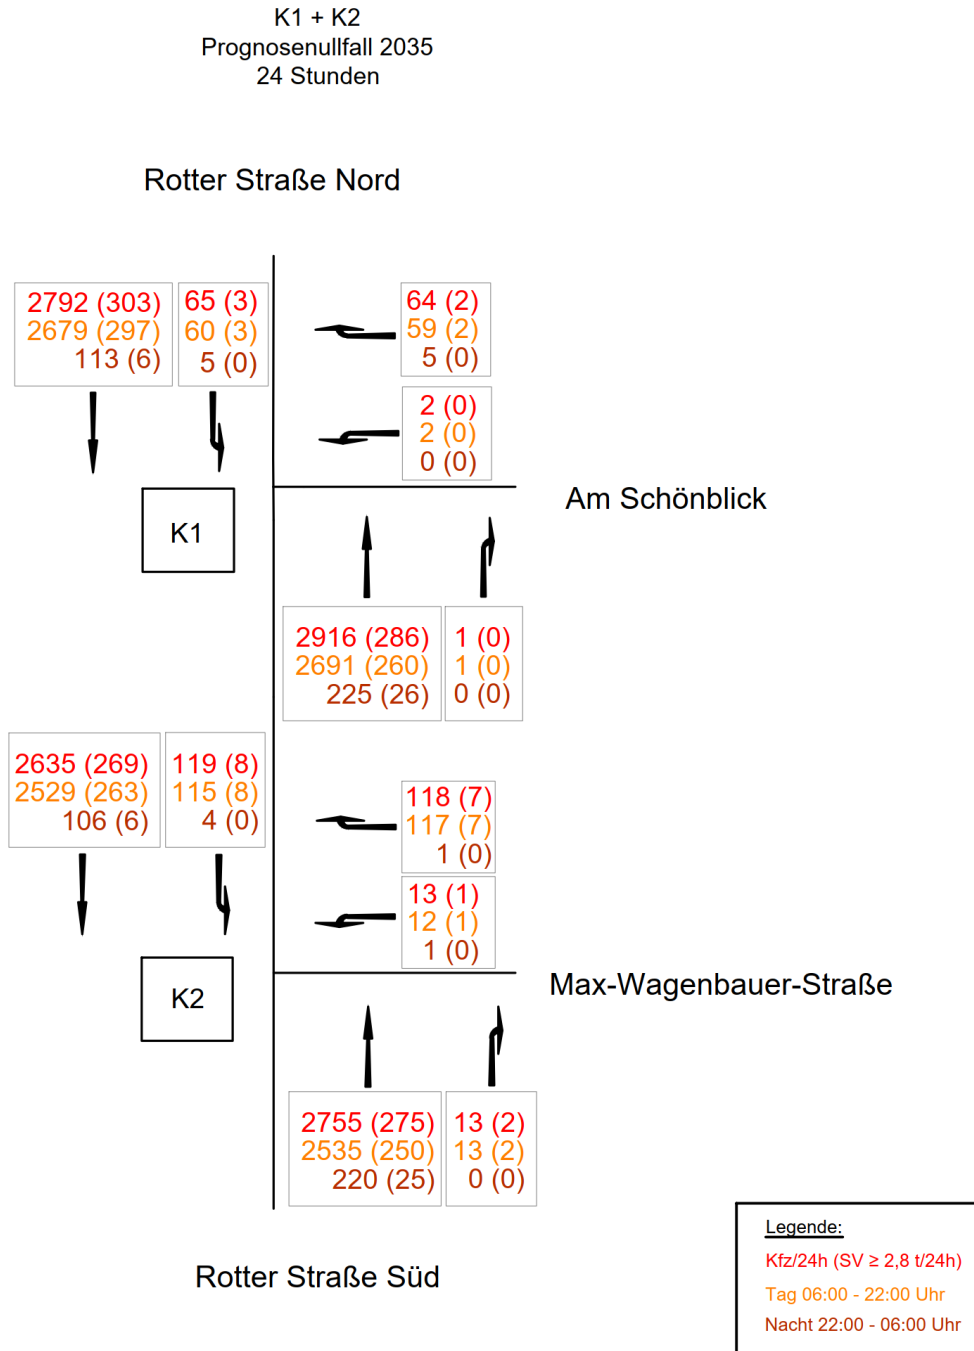 K1 + K2
Prognosenullfall 2035
24 Stunden
Rotter Straße Nord
2792 (303)
2679 (297)
113 (6)
65 (3)
60 (3)
5 (0)
64 (2)
59 (2)
5 (0)
2 (0)
2 (0)
0 (0)
Am Schönblick
K1
2916 (286)
2691 (260)
225 (26)
1 (0)
1 (0)
0 (0)
2635 (269)
2529 (263)
106 (6)
119 (8)
115 (8)
4 (0)
118 (7)
117 (7)
1 (0)
13 (1)
12 (1)
1 (0)
Max-Wagenbauer-Straße
K2
2755 (275)
2535 (250)
220 (25)
13 (2)
13 (2)
0 (0)
Rotter Straße Süd
Legende:
Kfz/24h (SV ≥ 2,8 t/24h)
Tag 06:00 - 22:00 Uhr
Nacht 22:00 - 06:00 Uhr